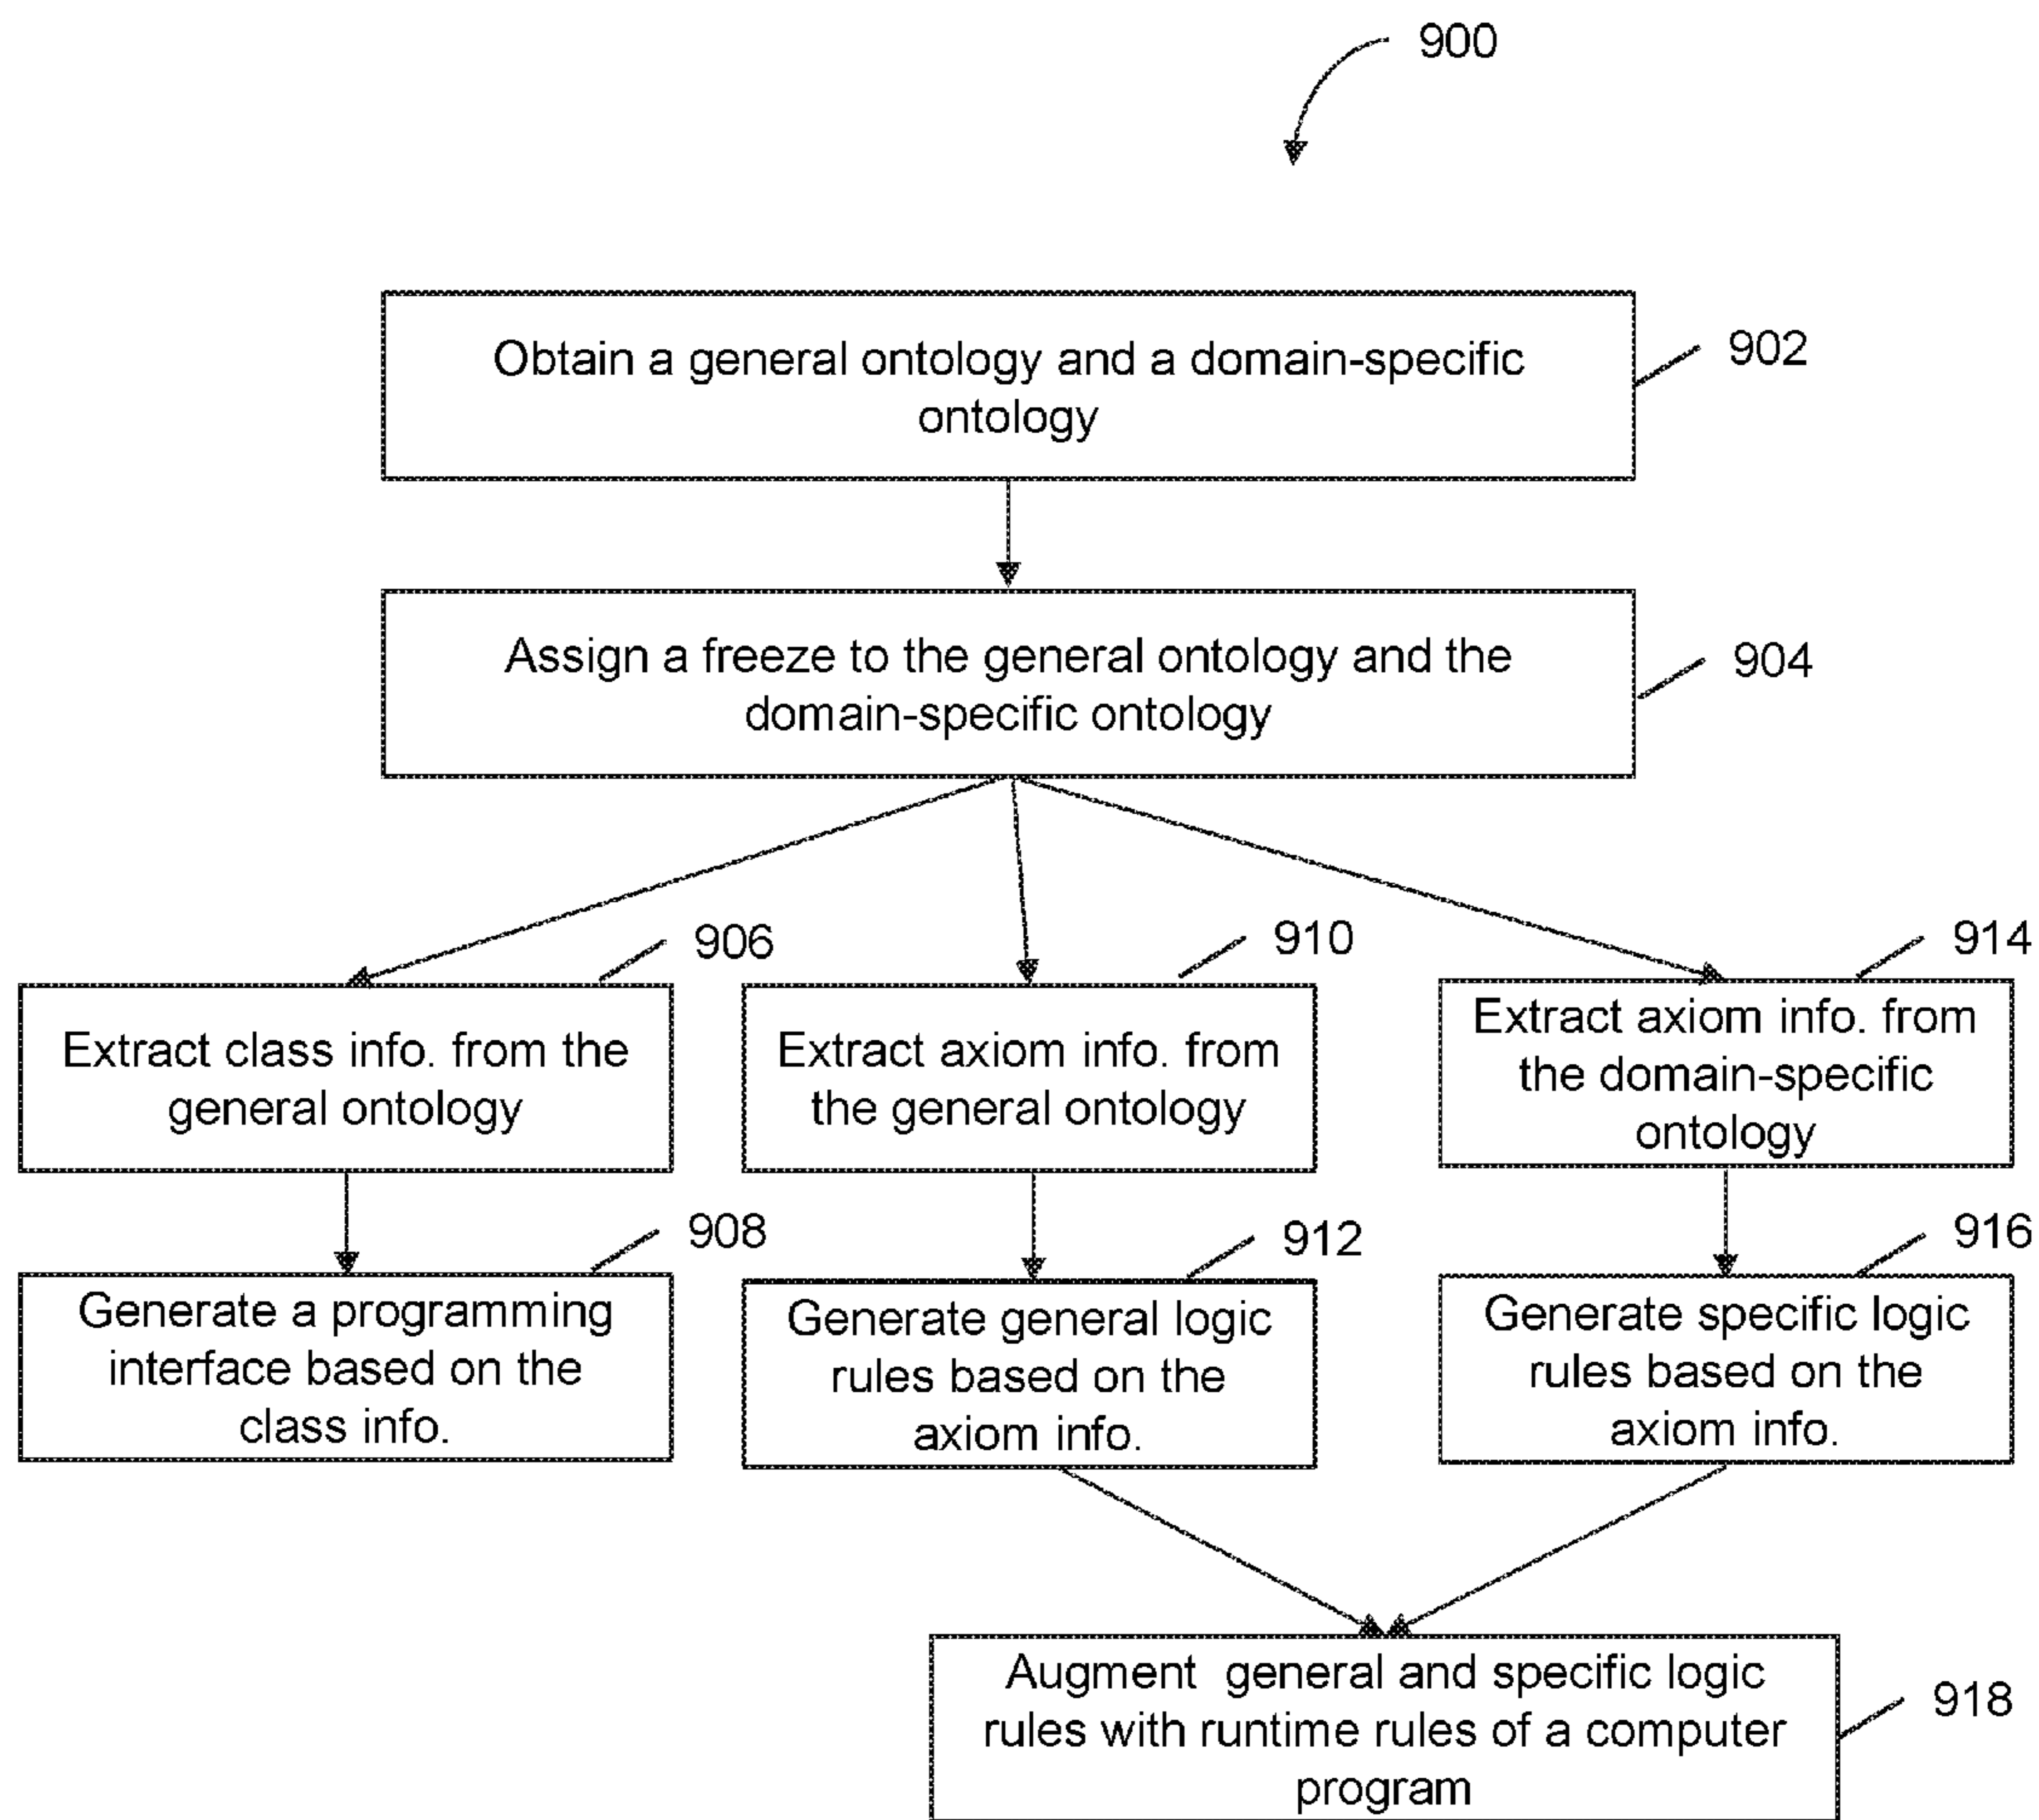 900
Obtain a general ontology and a domain-specific
ontology
902
Assign a freeze to the general ontology and the
domain-specific ontology
904
906
Extract class info. from the
general ontology
910
Extract axiom info. from
the general ontology
914
Extract axiom info. from
the domain-specific
ontology
908
Generate a programming
interface based on the
class info.
912
Generate general logic
rules based on the
axiom info.
916
Generate specific logic
rules based on the
axiom info.
Augment general and specific logic
rules with runtime rules of a computer
program
918